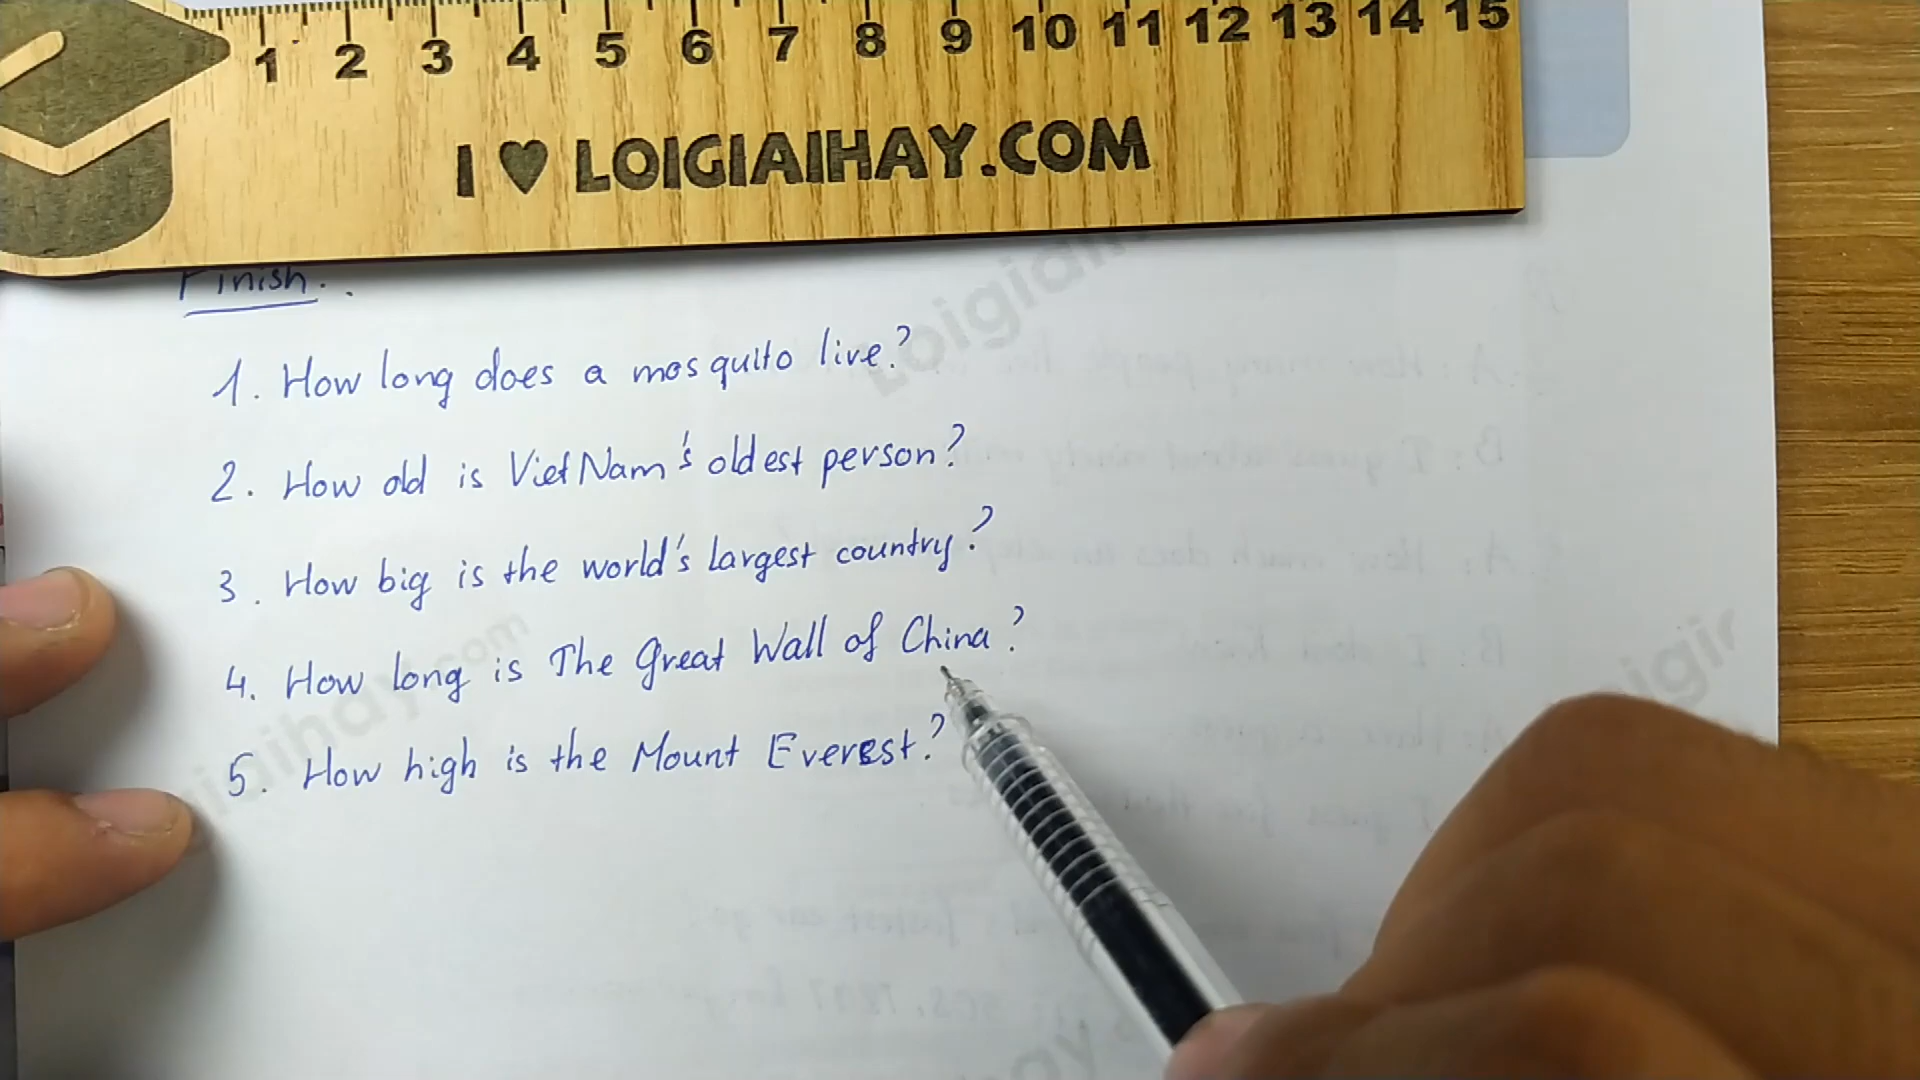 1 2 3 4 5 6 7 8 9 10 11 12 13 14 15
I ♥ LOIGIAIHAY.COM
Finish.
1. How long does a mosquito live?
2. How old is Viet Nam's oldest person?
3. How big is the world's largest country?
4. How long is The Great Wall of China?
5. How high is the Mount Everest?